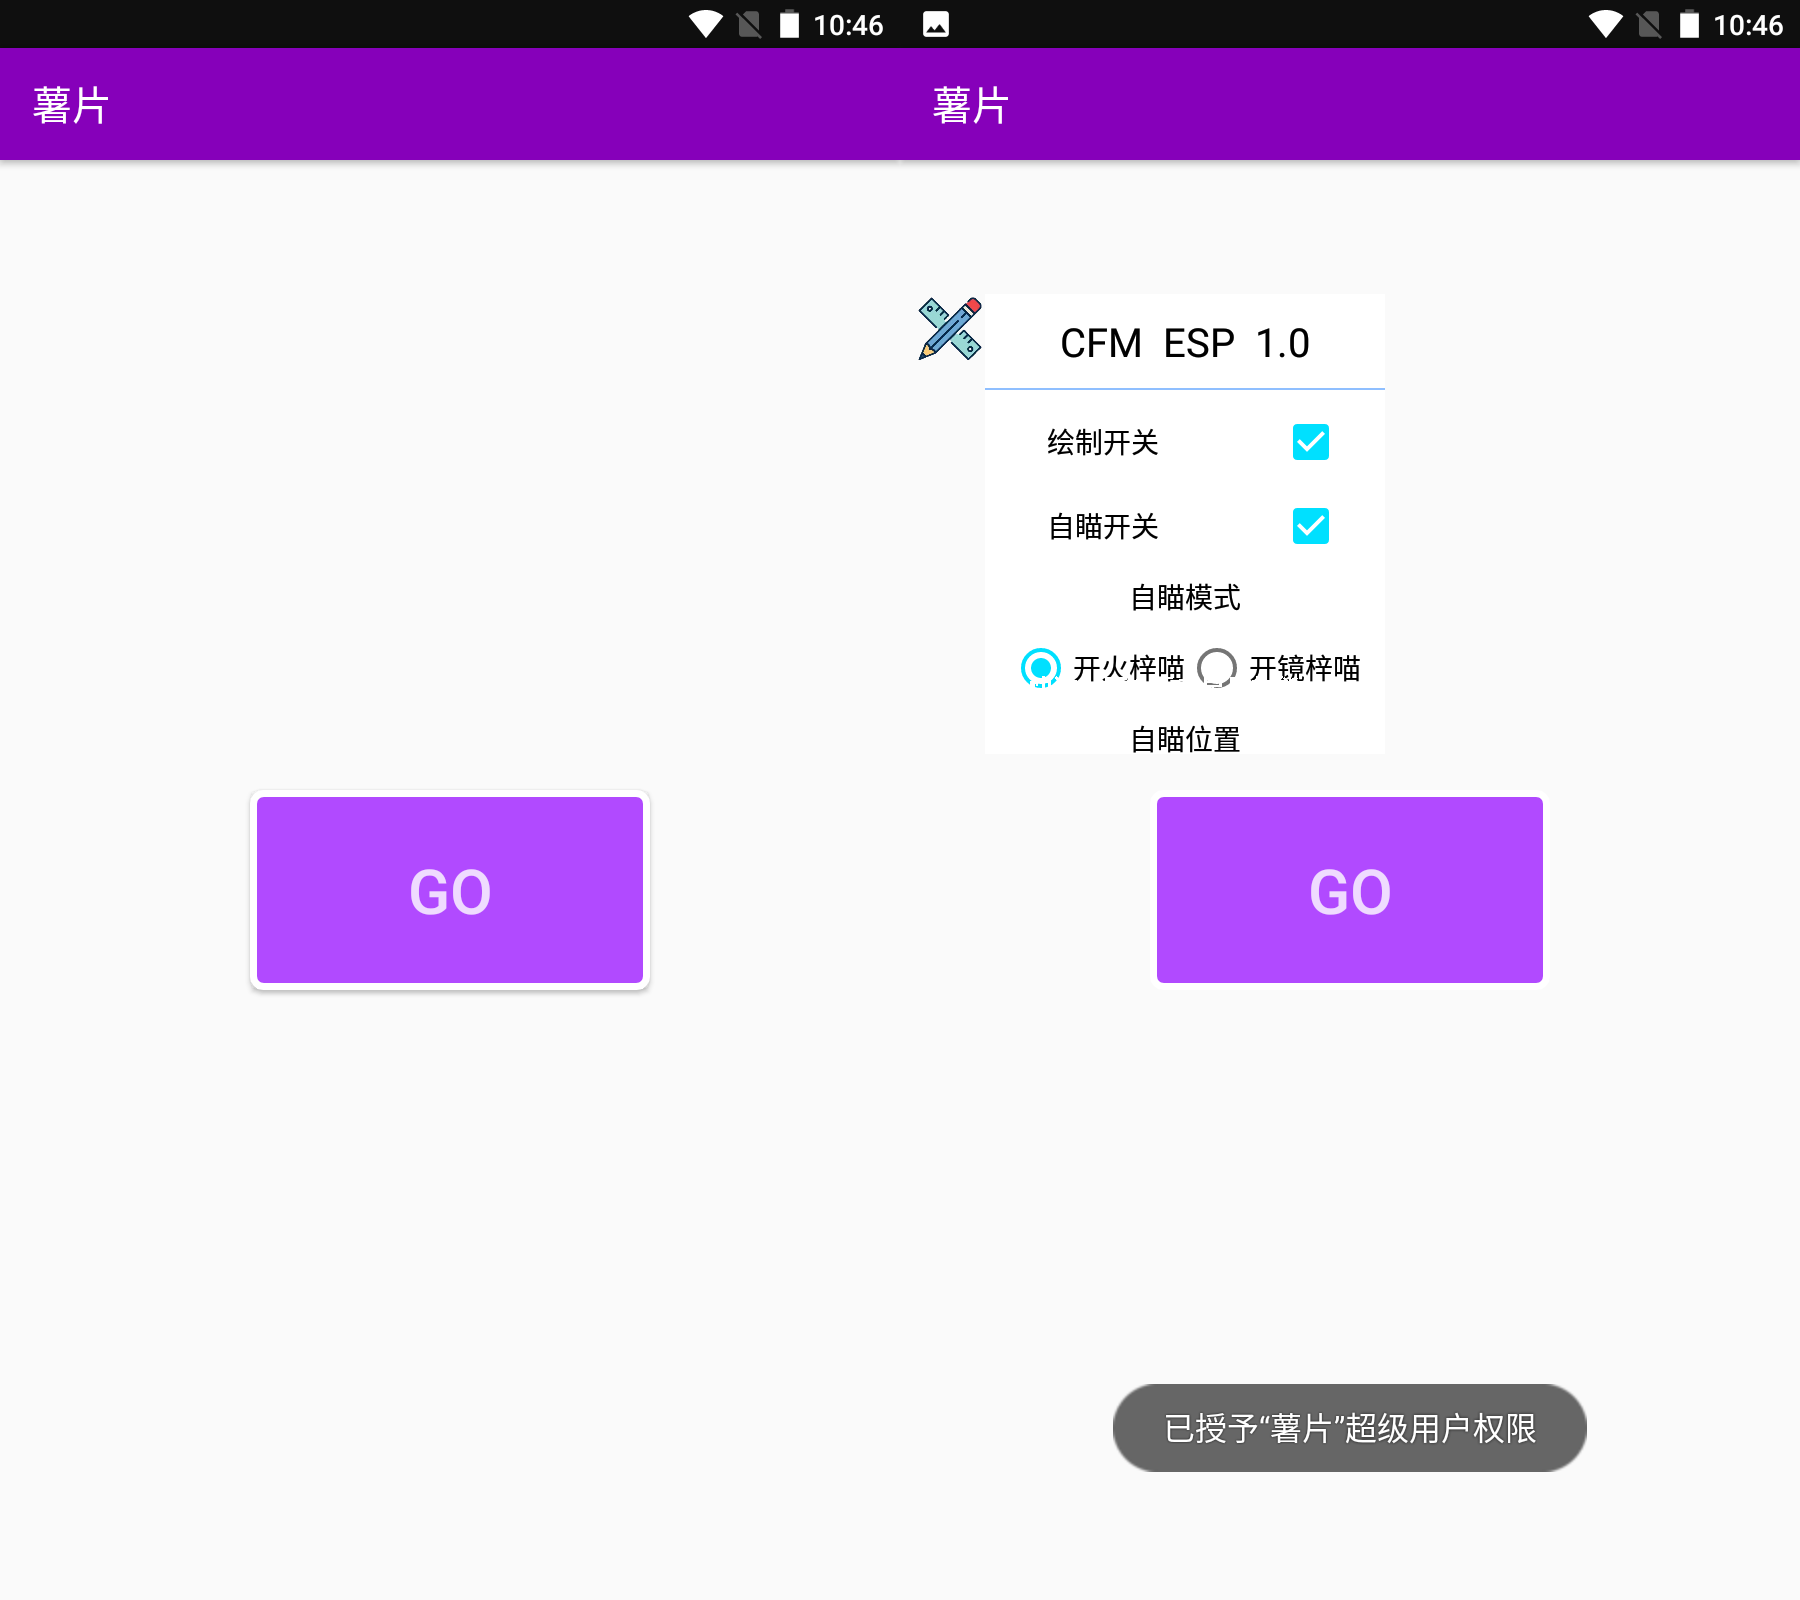 10:46
薯片
GO
10:46
薯片
CFM ESP 1.0
绘制开关
自瞄开关
自瞄模式
开火梓喵 开镜梓喵
自瞄位置
GO
已授予“薯片”超级用户权限